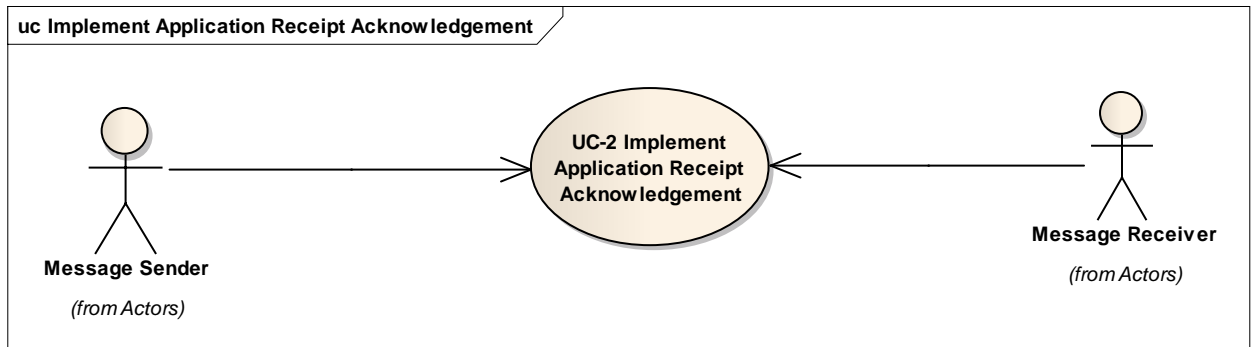 uc Implement Application Receipt Acknowledgement
UC-2 Implement
Application Receipt
Acknowledgement
Message Sender
(from Actors)
Message Receiver
(from Actors)